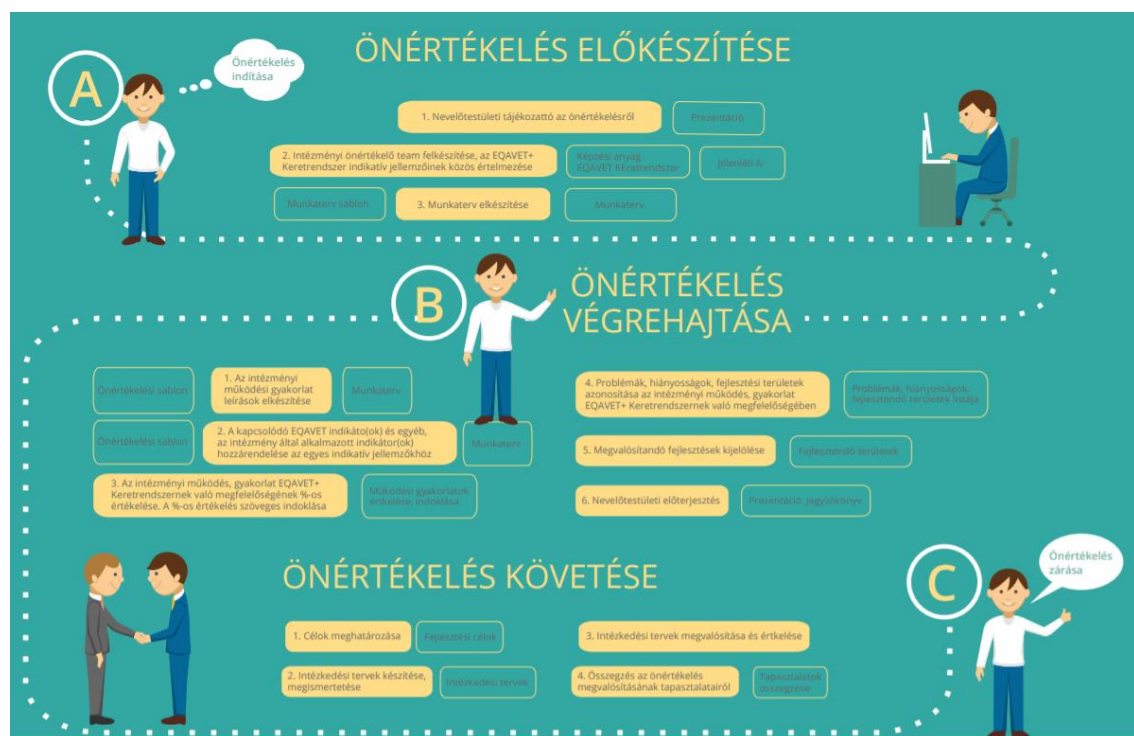 ÖNÉRTÉKELÉS ELŐKÉSZÍTÉSE
A
Önértékelés
indítása
1. Nevelőtestületi tájékozattó az önértékelésről
Prezentáció
2. Intézményi önértékelő team felkészítése, az EQAVET+
Keretrendszer indikatív jellemzőinek közös értelmezése
Képzési anyag
EQAVET Keretrendszer
Jelenléti ív
Munkaterv sablon
3. Munkaterv elkészítése
Munkaterv
B
ÖNÉRTÉKELÉS
VÉGREHAJTÁSA
Önértékelési sablon
1. Az intézményi
működési gyakorlat
leírások elkészítése
Munkaterv
Önértékelési sablon
2. A kapcsolódó EQAVET indikáto(ok) és egyéb,
az intézmény által alkalmazott indikátor(ok)
hozzárendelése az egyes indikatív jellemzőkhöz
Munkaterv
3. Az intézményi működés, gyakorlat EQAVET+
Keretrendszernek való megfelelőségének %-os
értékelése. A %-os értékelés szöveges indoklása
Működési gyakorlatok
értkelése, indoklása
4. Problémák, hiányosságok, fejlesztési területek
azonosítása az intézményi működés, gyakorlat
EQAVET+ Keretrendszernek való megfelelőségében
Problémák, hiányosságok,
fejlesztendő területek listája
5. Megvalósítandó fejlesztések kijelölése
Fejlesztendő területek
6. Nevelőtestületi előterjesztés
Prezentáció, Jegyzőkönyv
ÖNÉRTÉKELÉS KÖVETÉSE
C
Önértékelés
zárása
1. Célok meghatározása
Fejlesztési célok
2. Intézkedési tervek készítése,
megismertetése
Intézkedési tervek
3. Intézkedési tervek megvalósítása és értkelése
4. Összegzés az önértékelés
megvalósításának tapasztalatairól
Tapasztalatok
összegzése